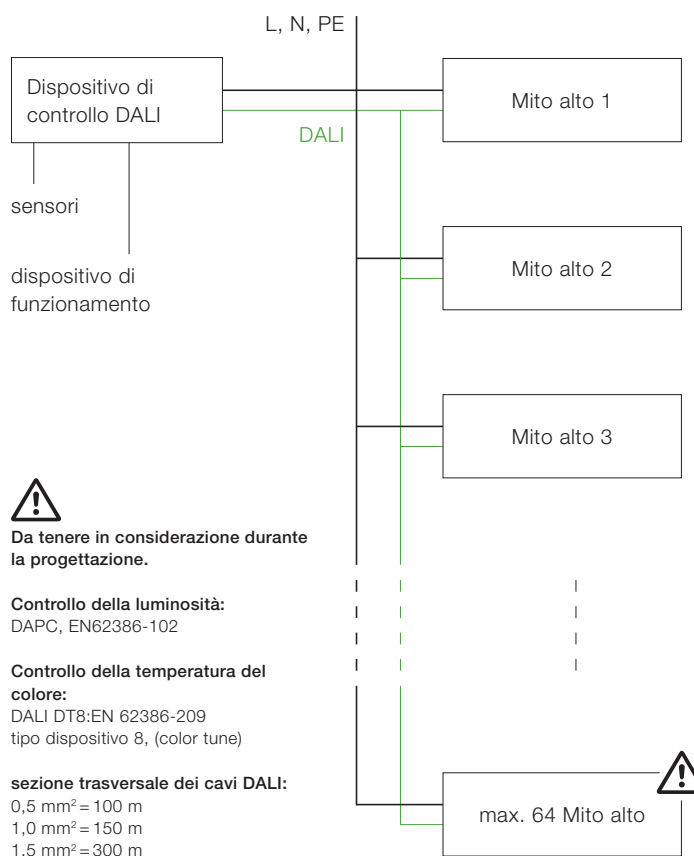 L, N, PE
Dispositivo di
controllo DALI
DALI
Mito alto 1
sensori
dispositivo di
funzionamento
Mito alto 2
Mito alto 3
Da tenere in considerazione durante
la progettazione.
Controllo della luminosità:
DAPC, EN62386-102
Controllo della temperatura del
colore:
DALI DT8:EN 62386-209
tipo dispositivo 8, (color tune)
sezione trasversale dei cavi DALI:
0,5 mm² = 100 m
1,0 mm² = 150 m
1,5 mm² = 300 m
max. 64 Mito alto